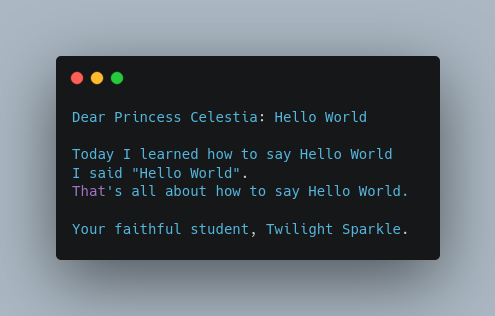 Dear Princess Celestia: Hello World
Today I learned how to say Hello World
I said "Hello World".
That's all about how to say Hello World.
Your faithful student, Twilight Sparkle.